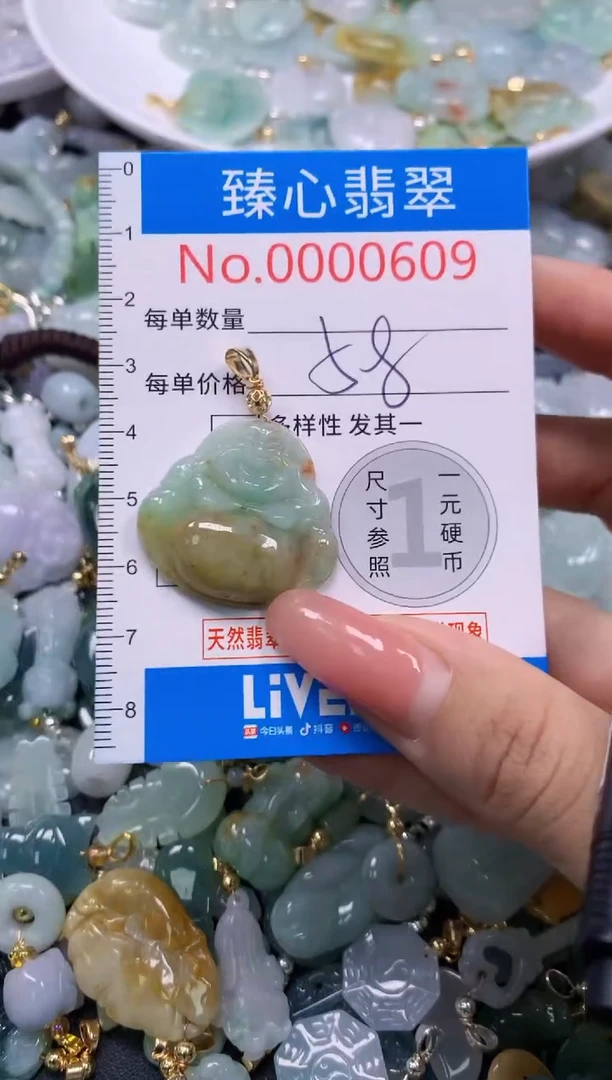 臻心翡翠
No.0000609
每单数量
每单价格 58
多样性 发其一
尺寸参照
一元硬币
1
天然翡翠
现象
LiVE
今日头条 抖音
0
1
2
3
4
5
6
7
8